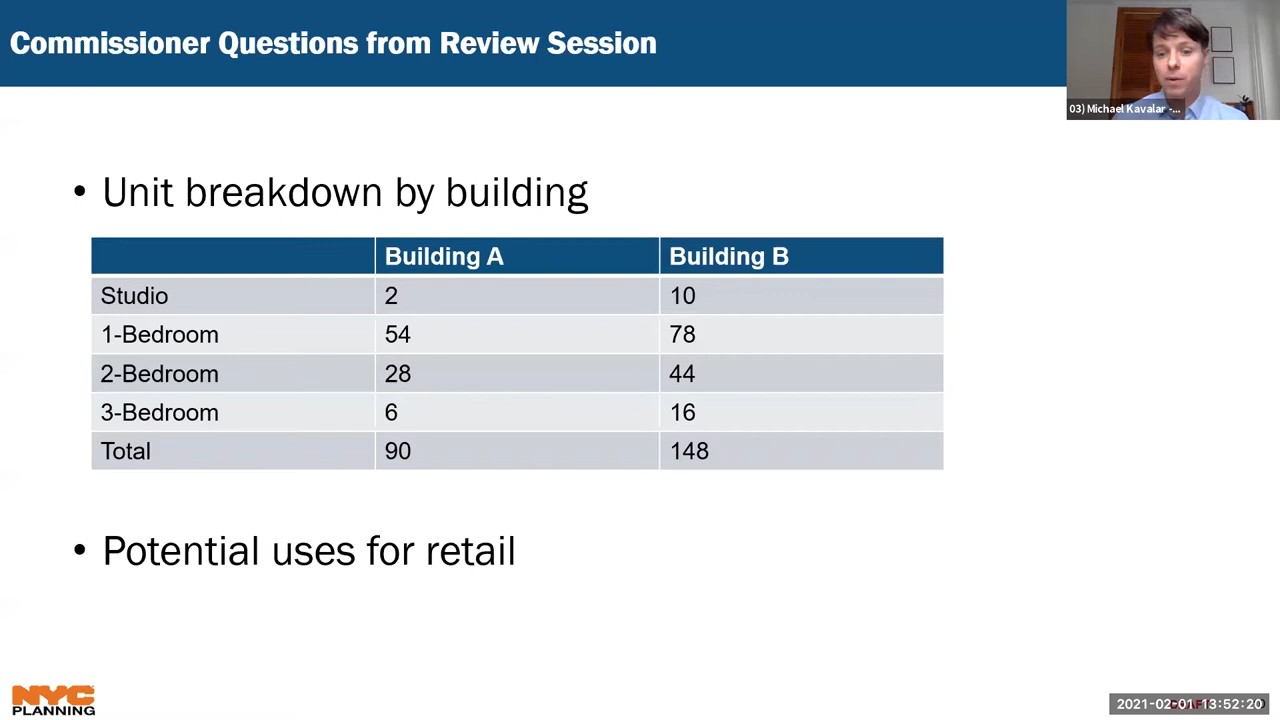 Commissioner Questions from Review Session
03) Michael Kavalar -...
• Unit breakdown by building
Building A Building B
Studio 2 10
1-Bedroom 54 78
2-Bedroom 28 44
3-Bedroom 6 16
Total 90 148
• Potential uses for retail
NYC
PLANNING
2021-02-01 13:52:20